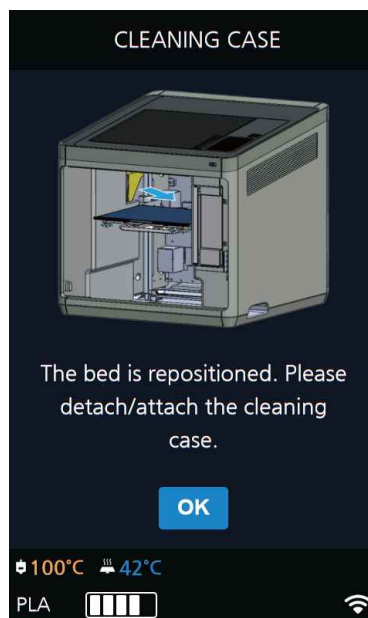 CLEANING CASE
The bed is repositioned. Please
detach/attach the cleaning
case.
OK
100°C 42°C
PLA